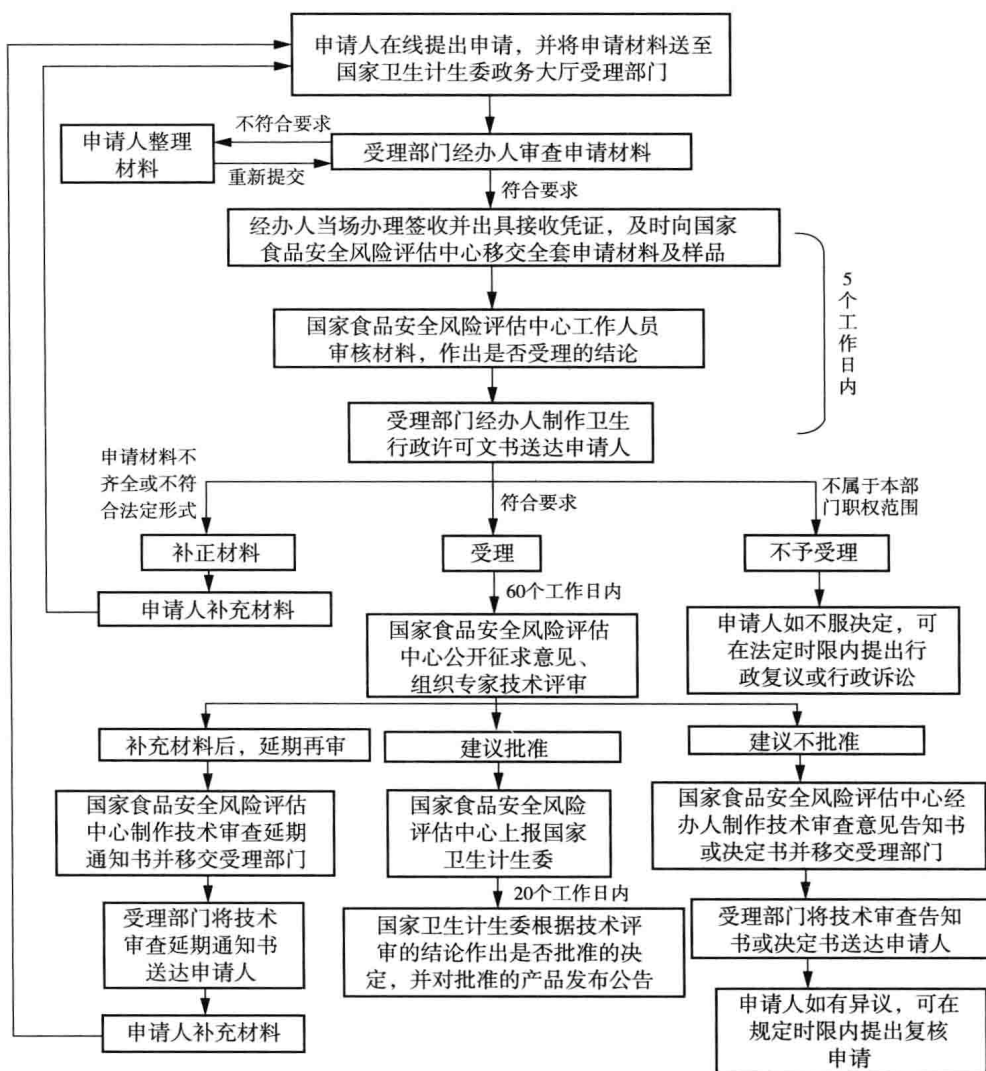 申请人在线提出申请，并将申请材料送至
国家卫生计生委政务大厅受理部门
不符合要求
申请人整理
材料
重新提交
受理部门经办人审查申请材料
符合要求
经办人当场办理签收并出具接收凭证，及时向国家
食品安全风险评估中心移交全套申请材料及样品
国家食品安全风险评估中心工作人员
审核材料，作出是否受理的结论
5个工作日内
受理部门经办人制作卫生
行政许可文书送达申请人
申请材料不
齐全或不符
合法定形式
符合要求
不属于本部
门职权范围
补正材料
受理
不予受理
申请人补充材料
60个工作日内
国家食品安全风险评估
中心公开征求意见、
组织专家技术评审
申请人如不服决定，可
在法定时限内提出行
政复议或行政诉讼
补充材料后，延期再审
建议批准
建议不批准
国家食品安全风险评估
中心制作技术审查延期
通知书并移交受理部门
国家食品安全风险
评估中心上报国家
卫生计生委
国家食品安全风险评估中心经
办人制作技术审查意见告知书
或决定书并移交受理部门
20个工作日内
受理部门将技术
审查延期通知书
送达申请人
国家卫生计生委根据技术评
审的结论作出是否批准的决
定，并对批准的产品发布公告
受理部门将技术审查告知
书或决定书送达申请人
申请人补充材料
申请人如有异议，可在
规定时限内提出复核
申请